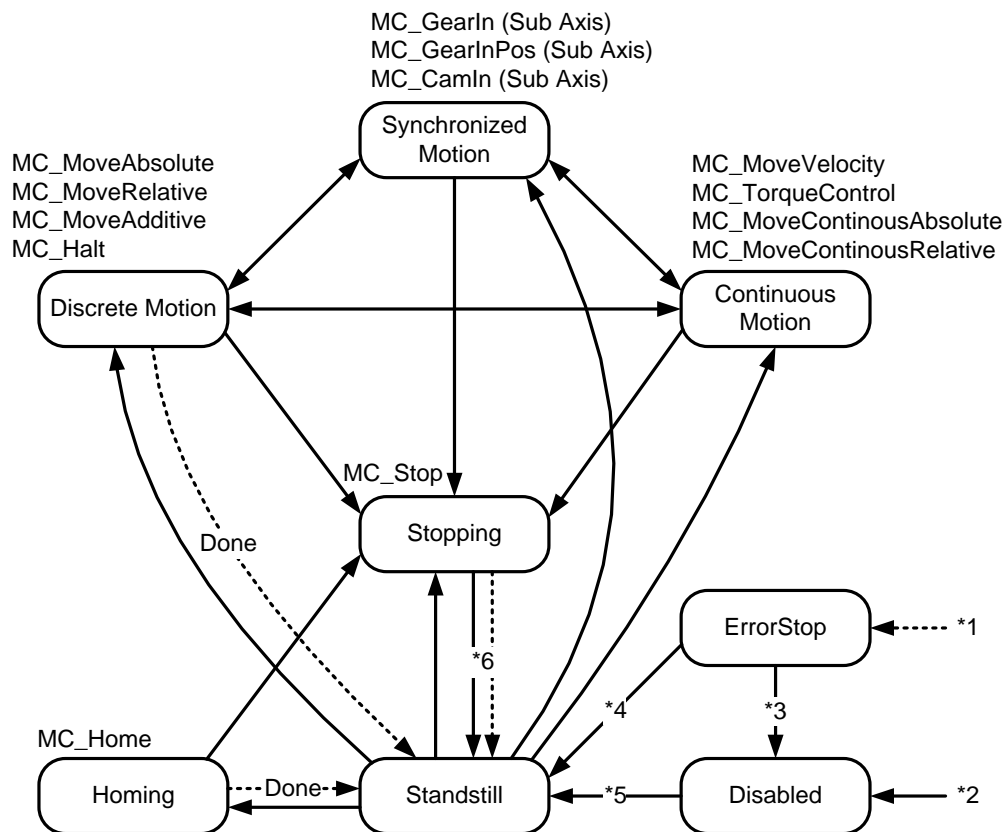 MC_GearIn (Sub Axis)
MC_GearInPos (Sub Axis)
MC_CamIn (Sub Axis)
Synchronized
Motion
MC_MoveAbsolute
MC_MoveRelative
MC_MoveAdditive
MC_Halt
MC_MoveVelocity
MC_TorqueControl
MC_MoveContinousAbsolute
MC_MoveContinousRelative
Discrete Motion
Continuous
Motion
MC_Stop
Stopping
Done
ErrorStop
*1
*6
*4
*3
MC_Home
Homing
Done
Standstill
*5
Disabled
*2